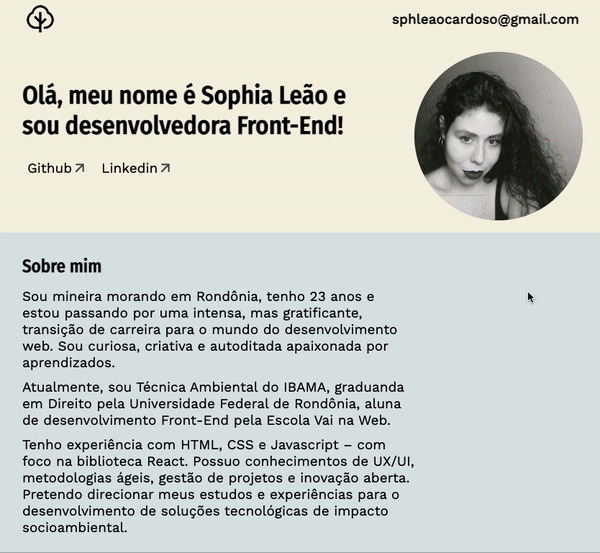 sphleaocardoso@gmail.com
Olá, meu nome é Sophia Leão e
sou desenvolvedora Front-End!
Github Linkedin
Sobre mim
Sou mineira morando em Rondônia, tenho 23 anos e
estou passando por uma intensa, mas gratificante,
transição de carreira para o mundo do desenvolvimento
web. Sou curiosa, criativa e autoditada apaixonada por
aprendizados.
Atualmente, sou Técnica Ambiental do IBAMA, graduanda
em Direito pela Universidade Federal de Rondônia, aluna
de desenvolvimento Front-End pela Escola Vai na Web.
Tenho experiência com HTML, CSS e Javascript – com
foco na biblioteca React. Possuo conhecimentos de UX/UI,
metodologias ágeis, gestão de projetos e inovação aberta.
Pretendo direcionar meus estudos e experiências para o
desenvolvimento de soluções tecnológicas de impacto
socioambiental.